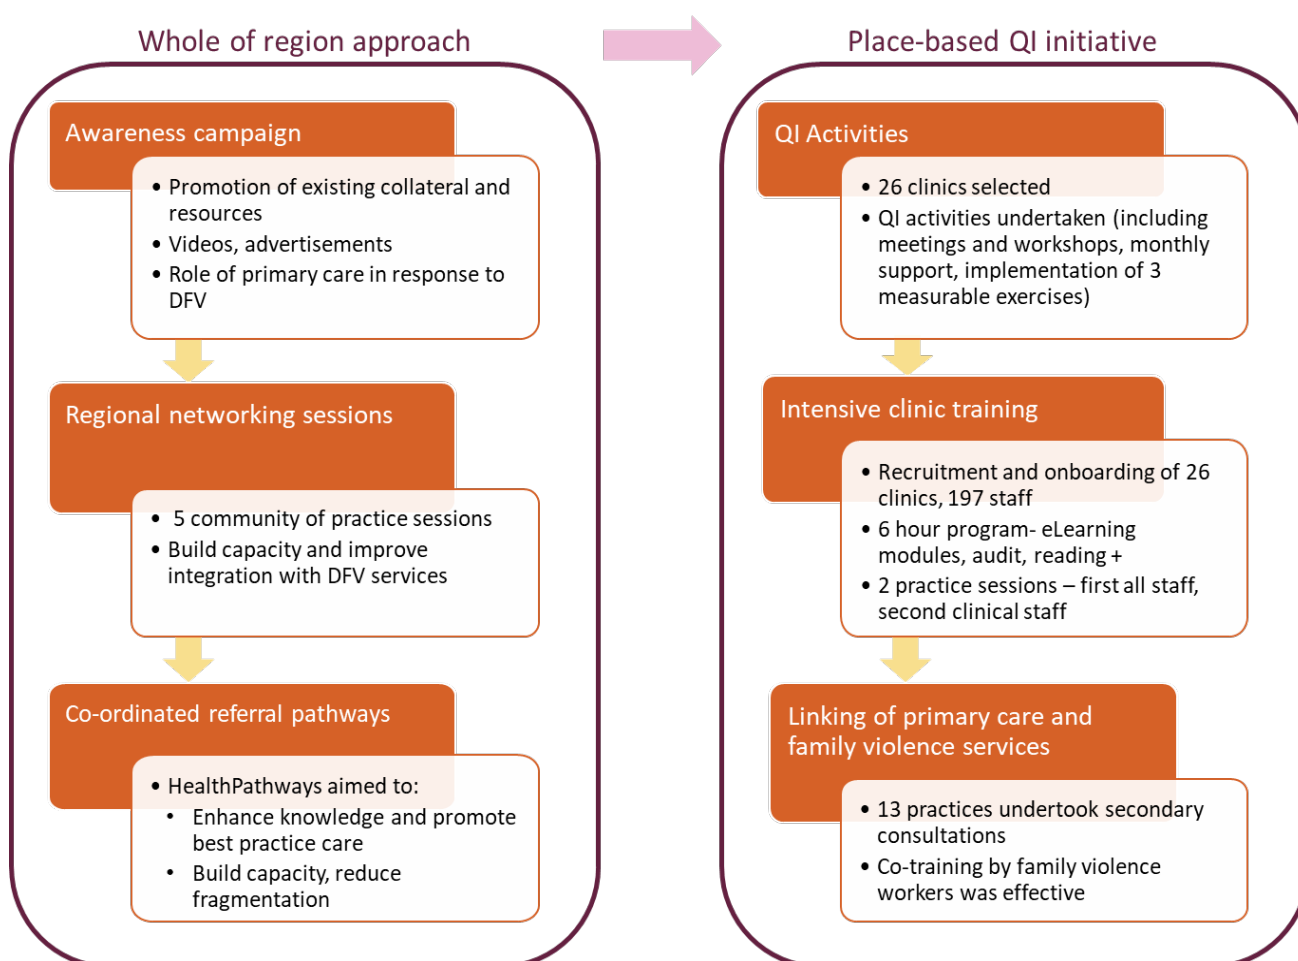 Whole of region approach
Awareness campaign
• Promotion of existing collateral and
resources
• Videos, advertisements
• Role of primary care in response to
DFV
Regional networking sessions
• 5 community of practice sessions
• Build capacity and improve
integration with DFV services
Co-ordinated referral pathways
• HealthPathways aimed to:
• Enhance knowledge and promote
best practice care
• Build capacity, reduce
fragmentation
Place-based QI initiative
QI Activities
• 26 clinics selected
• QI activities undertaken (including
meetings and workshops, monthly
support, implementation of 3
measurable exercises)
Intensive clinic training
• Recruitment and onboarding of 26
clinics, 197 staff
• 6 hour program- eLearning
modules, audit, reading +
• 2 practice sessions – first all staff,
second clinical staff
Linking of primary care and
family violence services
• 13 practices undertook secondary
consultations
• Co-training by family violence
workers was effective